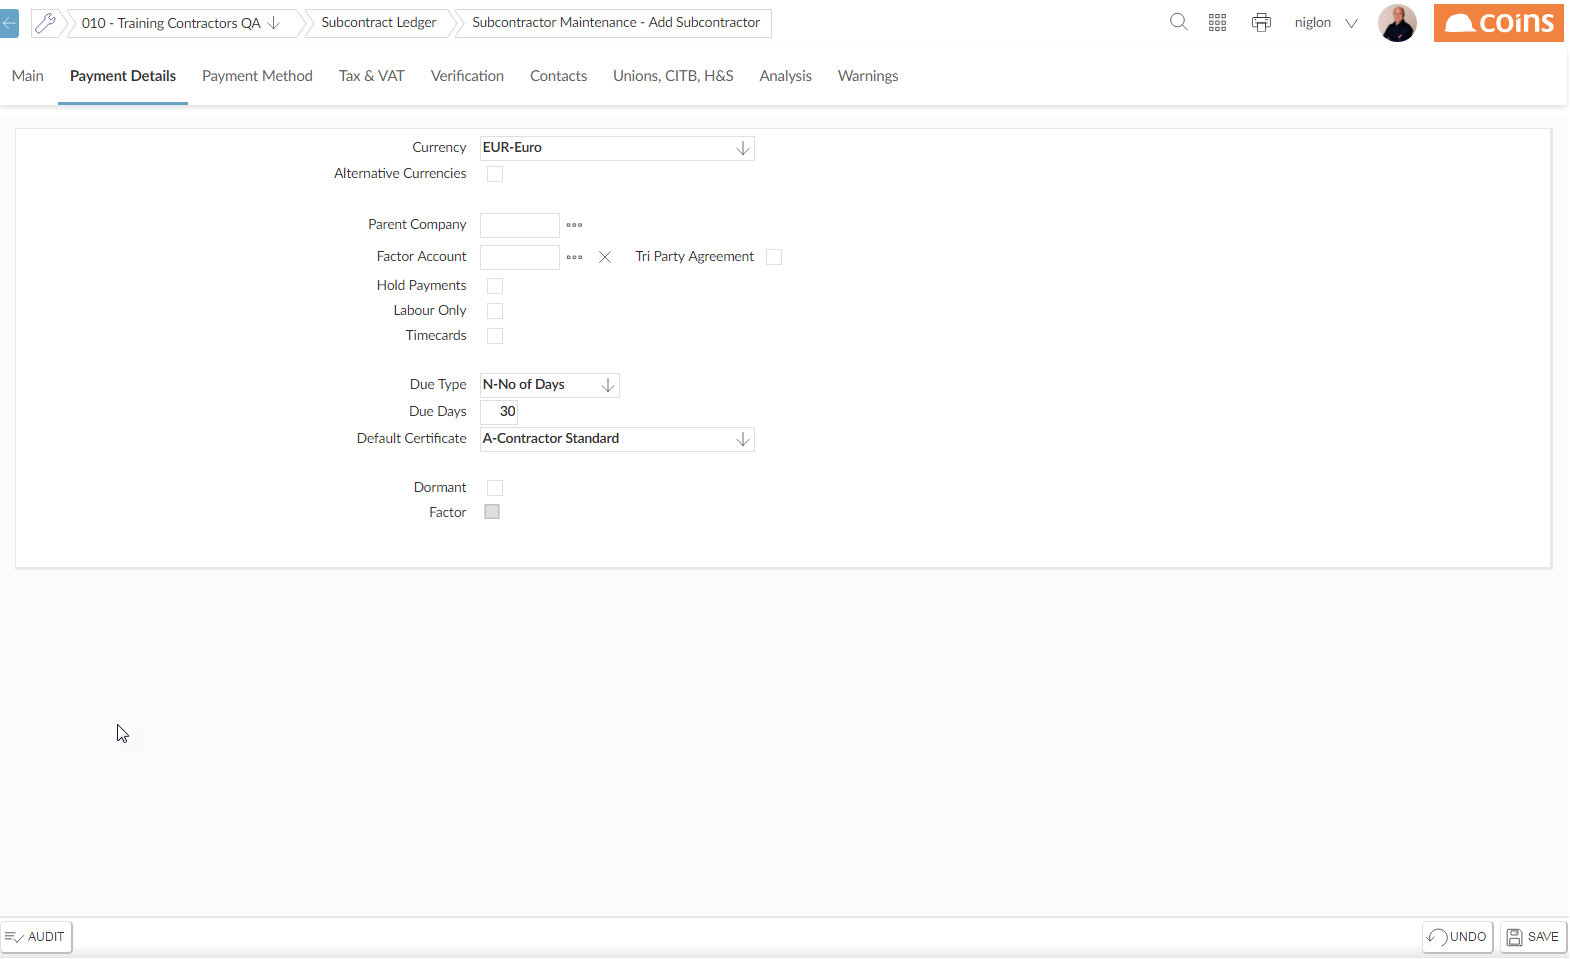 010 - Training Contractors QA
Subcontract Ledger
Subcontractor Maintenance - Add Subcontractor
niglon
coins
Main
Payment Details
Payment Method
Tax & VAT
Verification
Contacts
Unions, CITB, H&S
Analysis
Warnings
Currency EUR-Euro
Alternative Currencies
Parent Company
Factor Account Tri Party Agreement
Hold Payments
Labour Only
Timecards
Due Type N-No of Days
Due Days 30
Default Certificate A-Contractor Standard
Dormant
Factor
AUDIT
UNDO
SAVE